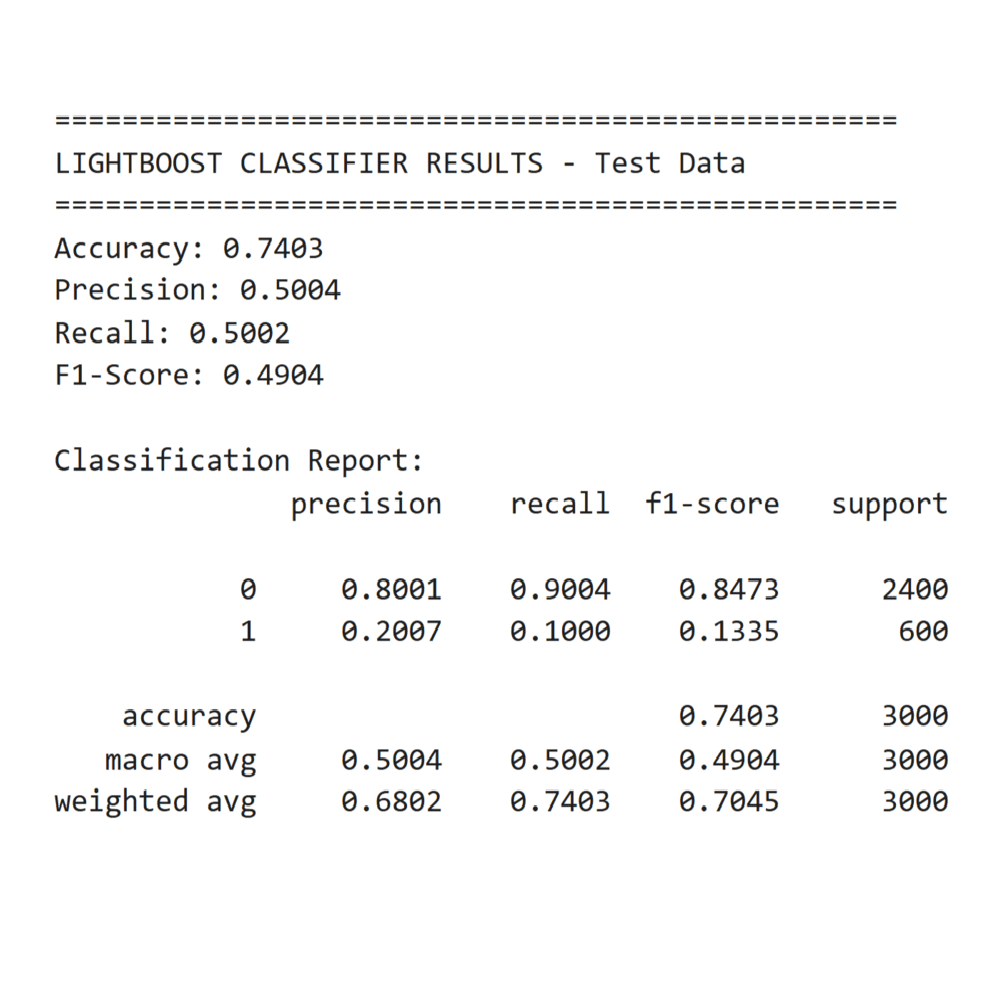 ==================================================
LIGHTBOOST CLASSIFIER RESULTS - Test Data
==================================================
Accuracy: 0.7403
Precision: 0.5004
Recall: 0.5002
F1-Score: 0.4904

Classification Report:
              precision    recall  f1-score   support

           0     0.8001    0.9004    0.8473      2400
           1     0.2007    0.1000    0.1335       600

    accuracy                         0.7403      3000
   macro avg     0.5004    0.5002    0.4904      3000
weighted avg     0.6802    0.7403    0.7045      3000